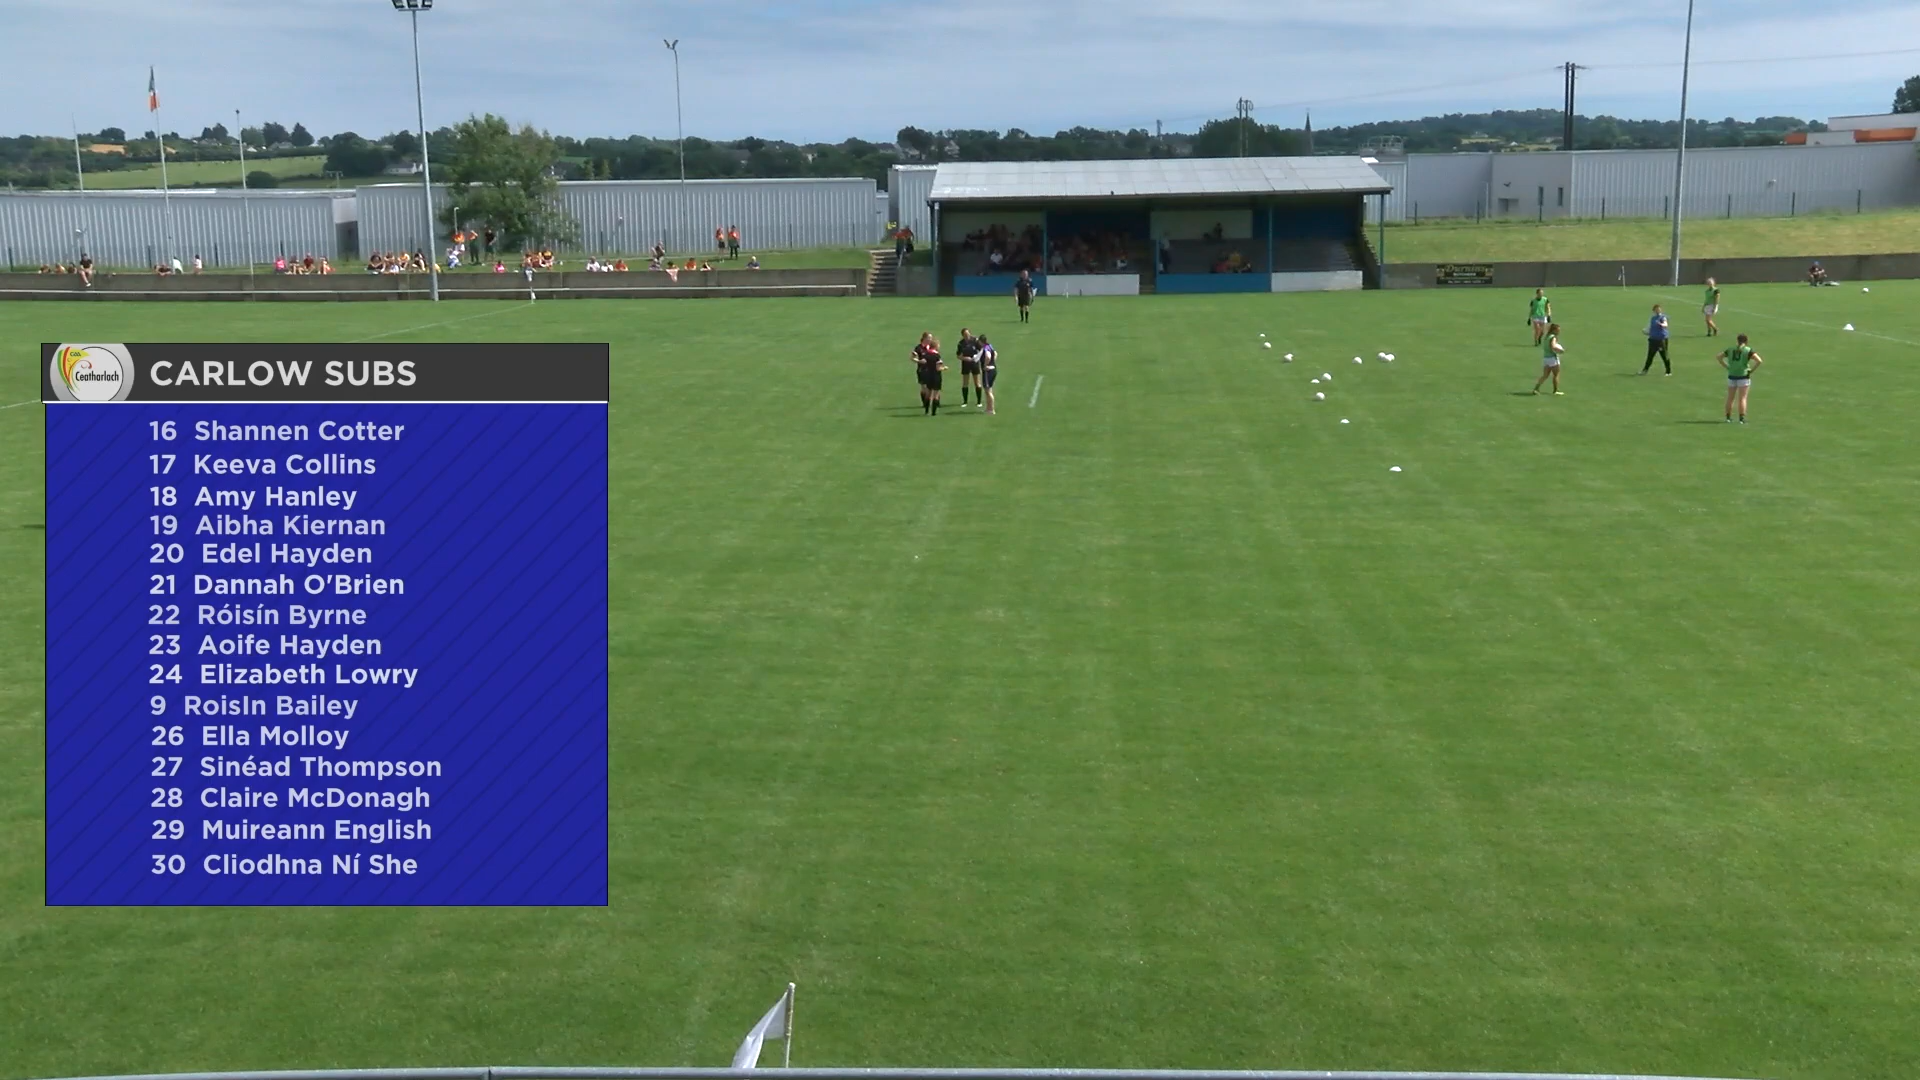 GAA
Ceatharlach
CARLOW SUBS
16 Shannen Cotter
17 Keeva Collins
18 Amy Hanley
19 Aibha Kiernan
20 Edel Hayden
21 Dannah O'Brien
22 Róisín Byrne
23 Aoife Hayden
24 Elizabeth Lowry
9 RoisIn Bailey
26 Ella Molloy
27 Sinéad Thompson
28 Claire McDonagh
29 Muireann English
30 Cliodhna Ní She
13